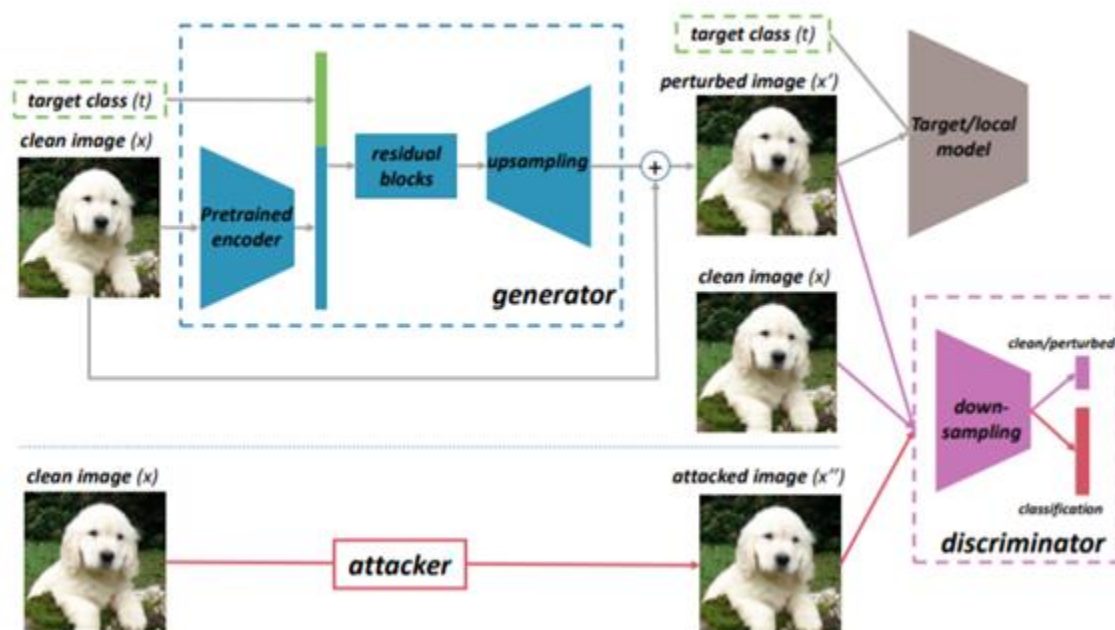 target class (t)
clean image (x)
Pretrained
encoder
residual
blocks
upsampling
generator
+
target class (t)
perturbed image (x')
Target/local
model
clean image (x)
clean/perturbed
down-
sampling
classification
discriminator
clean image (x)
attacker
attacked image (x'')